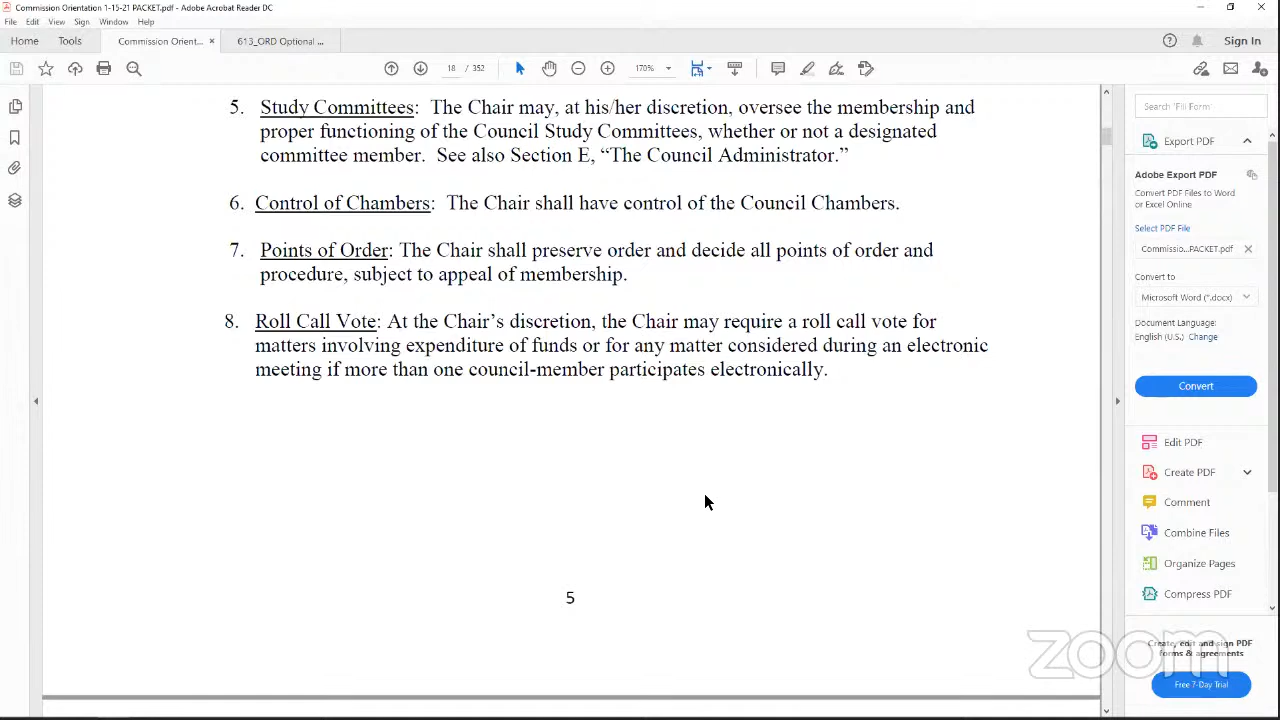 Commission Orientation 1-15-21 PACKET.pdf - Adobe Acrobat Reader DC
File Edit View Sign Window Help
Home Tools Commission Orient... × 613_ORD Optional ... Sign In
18 / 352 170%
5. Study Committees: The Chair may, at his/her discretion, oversee the membership and
proper functioning of the Council Study Committees, whether or not a designated
committee member. See also Section E, “The Council Administrator.”
6. Control of Chambers: The Chair shall have control of the Council Chambers.
7. Points of Order: The Chair shall preserve order and decide all points of order and
procedure, subject to appeal of membership.
8. Roll Call Vote: At the Chair’s discretion, the Chair may require a roll call vote for
matters involving expenditure of funds or for any matter considered during an electronic
meeting if more than one council-member participates electronically.
5
Search 'Fill Form'
Export PDF
Adobe Export PDF
Convert PDF Files to Word
or Excel Online
Select PDF File
Commissio...PACKET.pdf ×
Convert to
Microsoft Word (*.docx)
Document Language:
English (U.S.) Change
Convert
Edit PDF
Create PDF
Comment
Combine Files
Organize Pages
Compress PDF
Create, edit and sign PDF
forms & agreements
Free 7-Day Trial
zoom